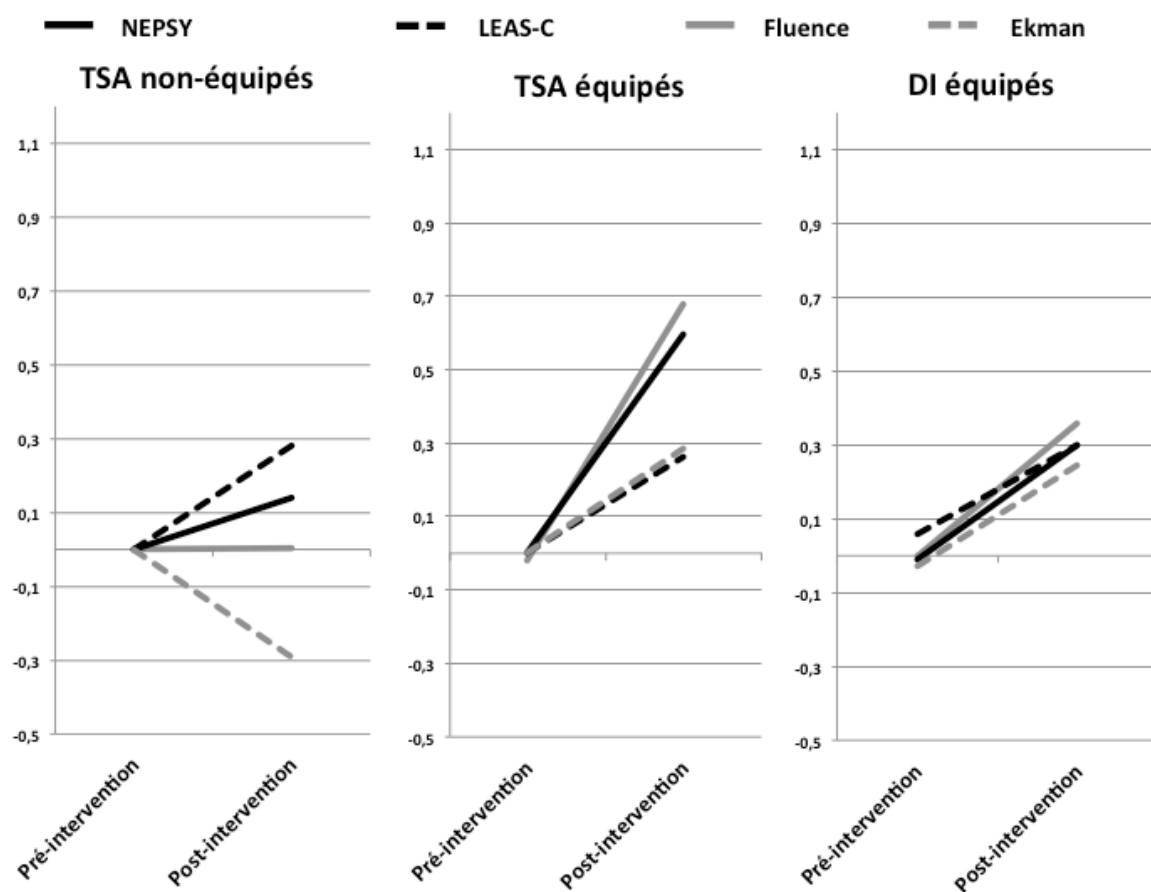 NEPSY LEAS-C Fluence Ekman
TSA non-équipés
1,1
0,9
0,7
0,5
0,3
0,1
-0,1
-0,3
-0,5
Pré-intervention
Post-intervention
TSA équipés
1,1
0,9
0,7
0,5
0,3
0,1
-0,1
-0,3
-0,5
Pré-intervention
Post-intervention
DI équipés
1,1
0,9
0,7
0,5
0,3
0,1
-0,1
-0,3
-0,5
Pré-intervention
Post-intervention